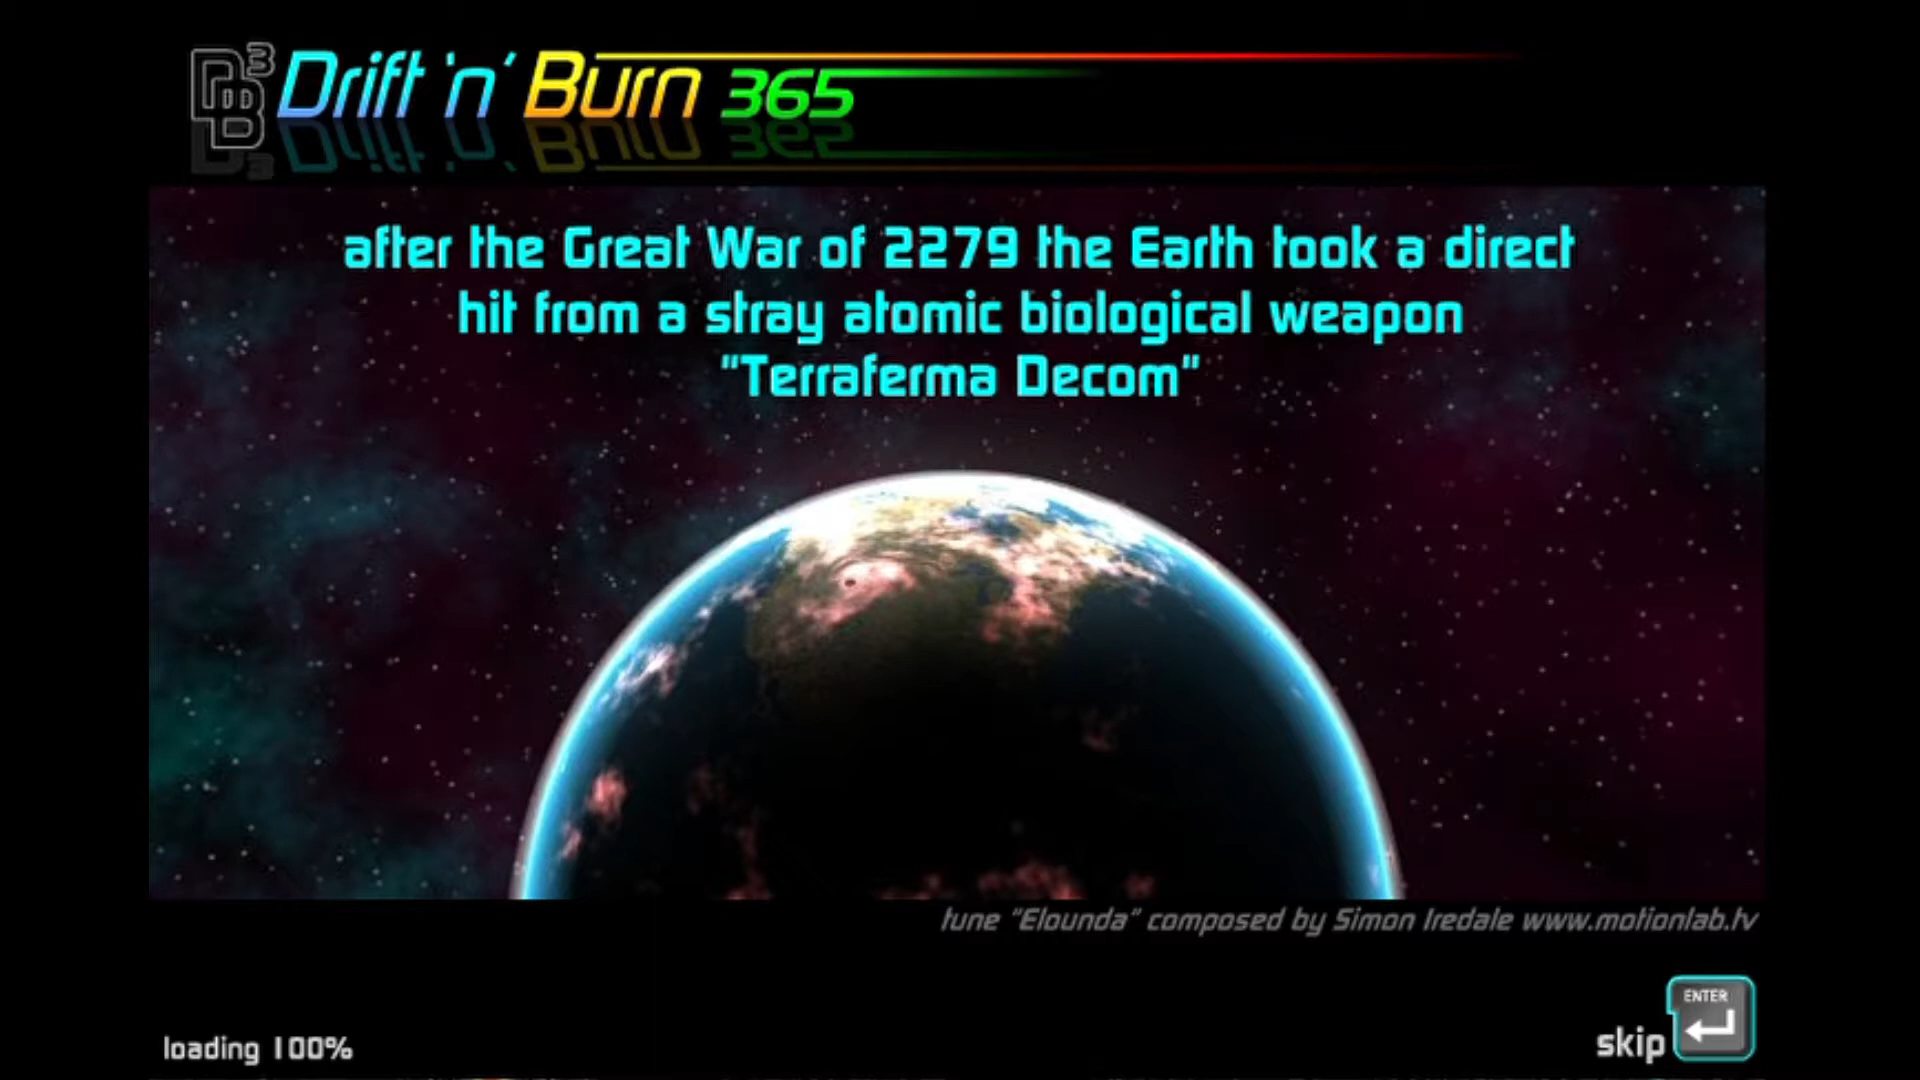 Drift 'n' Burn 365
after the Great War of 2279 the Earth took a direct
hit from a stray atomic biological weapon
"Terraferma Decom"
tune "Elounda" composed by Simon Iredale www.motionlab.tv
ENTER
skip
loading 100%